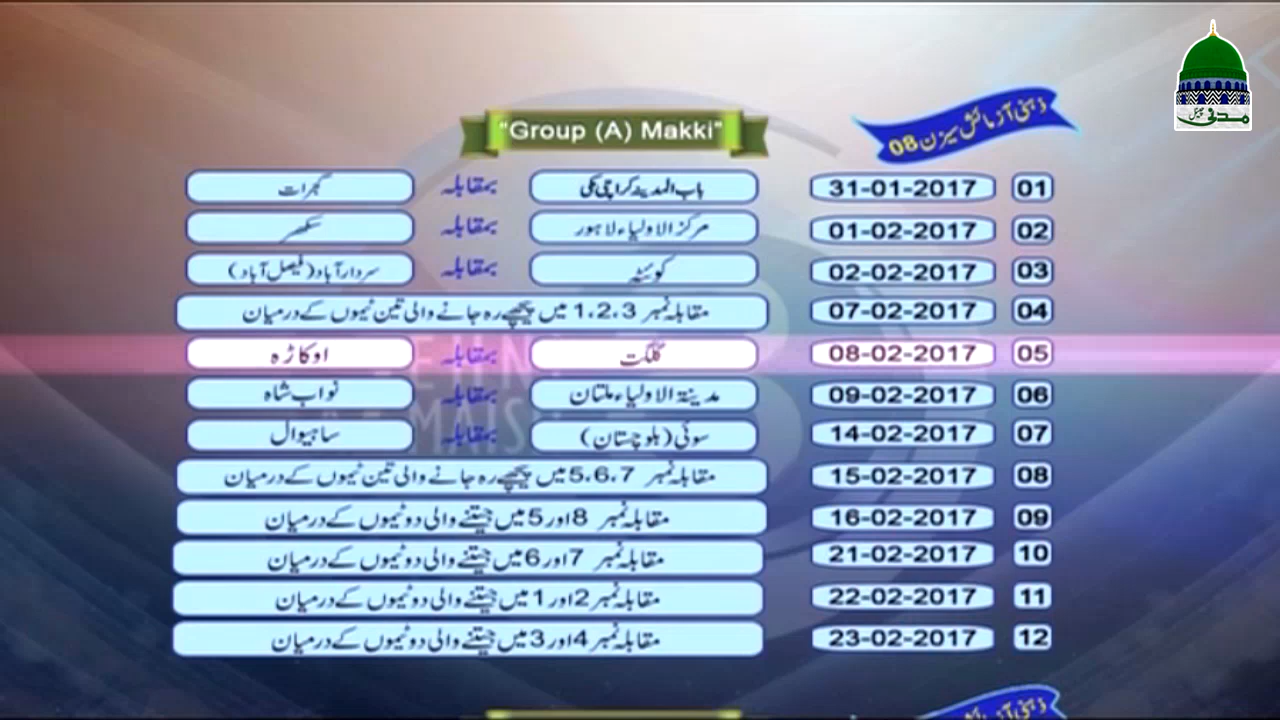 مدنی چینل
ذہنی آزمائش سیزن 08
"Group (A) Makki"
01 31-01-2017 باب المدینہ کراچی مکی بمقابلہ گجرات
02 01-02-2017 مرکز الاولیاء لاہور بمقابلہ سکھر
03 02-02-2017 کوئٹہ بمقابلہ سردار آباد (فیصل آباد)
04 07-02-2017 مقابلہ نمبر 1،2،3 میں پیچھے رہ جانے والی تین ٹیموں کے درمیان
05 08-02-2017 گلگت بمقابلہ اوکاڑہ
06 09-02-2017 مدینۃ الاولیاء ملتان بمقابلہ نواب شاہ
07 14-02-2017 سوئی (بلوچستان) بمقابلہ ساہیوال
08 15-02-2017 مقابلہ نمبر 5،6،7 میں پیچھے رہ جانے والی تین ٹیموں کے درمیان
09 16-02-2017 مقابلہ نمبر 8 اور 5 میں جیتنے والی دو ٹیموں کے درمیان
10 21-02-2017 مقابلہ نمبر 7 اور 6 میں جیتنے والی دو ٹیموں کے درمیان
11 22-02-2017 مقابلہ نمبر 2 اور 1 میں جیتنے والی دو ٹیموں کے درمیان
12 23-02-2017 مقابلہ نمبر 4 اور 3 میں جیتنے والی دو ٹیموں کے درمیان